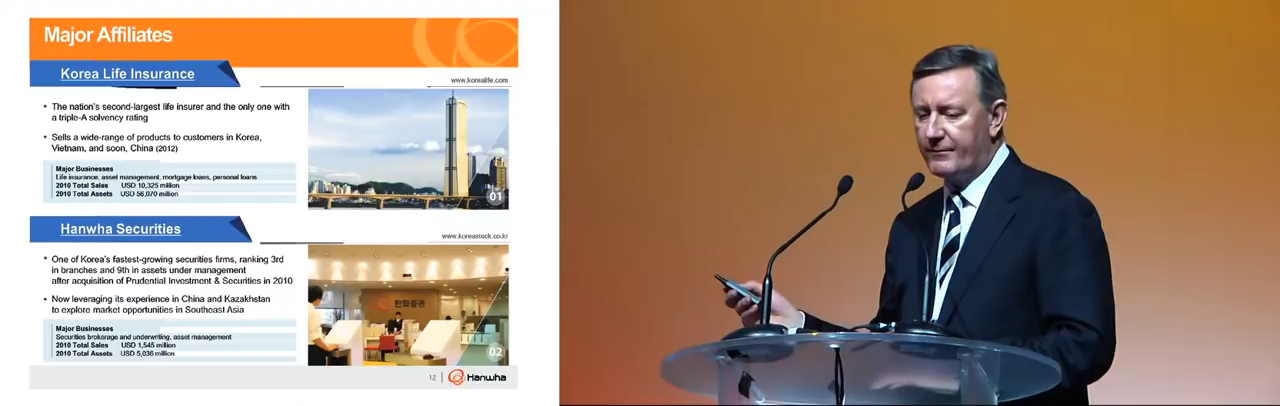 Major Affiliates
Korea Life Insurance
www.korealife.com
• The nation's second-largest life insurer and the only one with
a triple-A solvency rating
• Sells a wide-range of products to customers in Korea,
Vietnam, and soon, China (2012)
Major Businesses
Life insurance, asset management, mortgage loans, personal loans
2010 Total Sales USD 10,325 million
2010 Total Assets USD 56,070 million
01
Hanwha Securities
www.koreastock.co.kr
• One of Korea's fastest-growing securities firms, ranking 3rd
in branches and 9th in assets under management
after acquisition of Prudential Investment & Securities in 2010
• Now leveraging its experience in China and Kazakhstan
to explore market opportunities in Southeast Asia
Major Businesses
Securities brokerage and underwriting, asset management
2010 Total Sales USD 1,545 million
2010 Total Assets USD 5,036 million
한화증권
02
12 | Hanwha